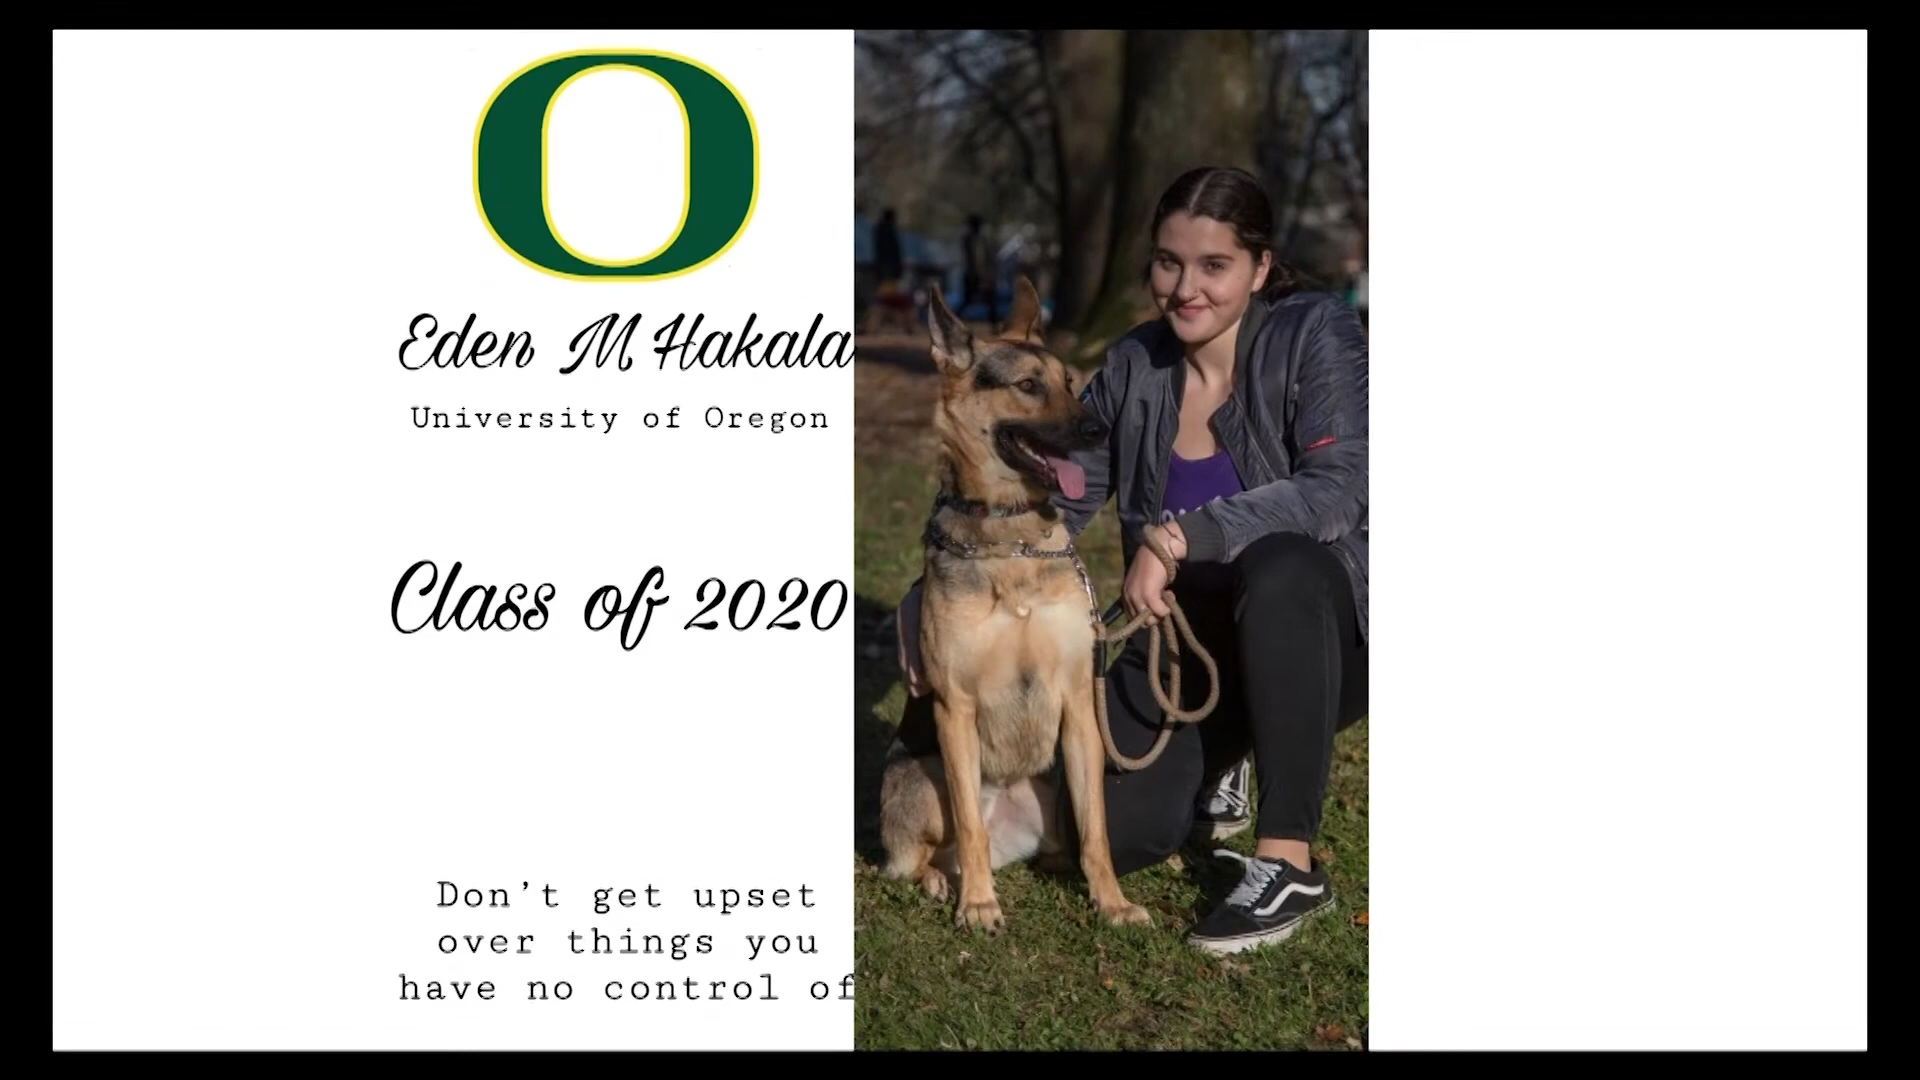 O
Eden M Hakala
University of Oregon
Class of 2020
Don't get upset
over things you
have no control of